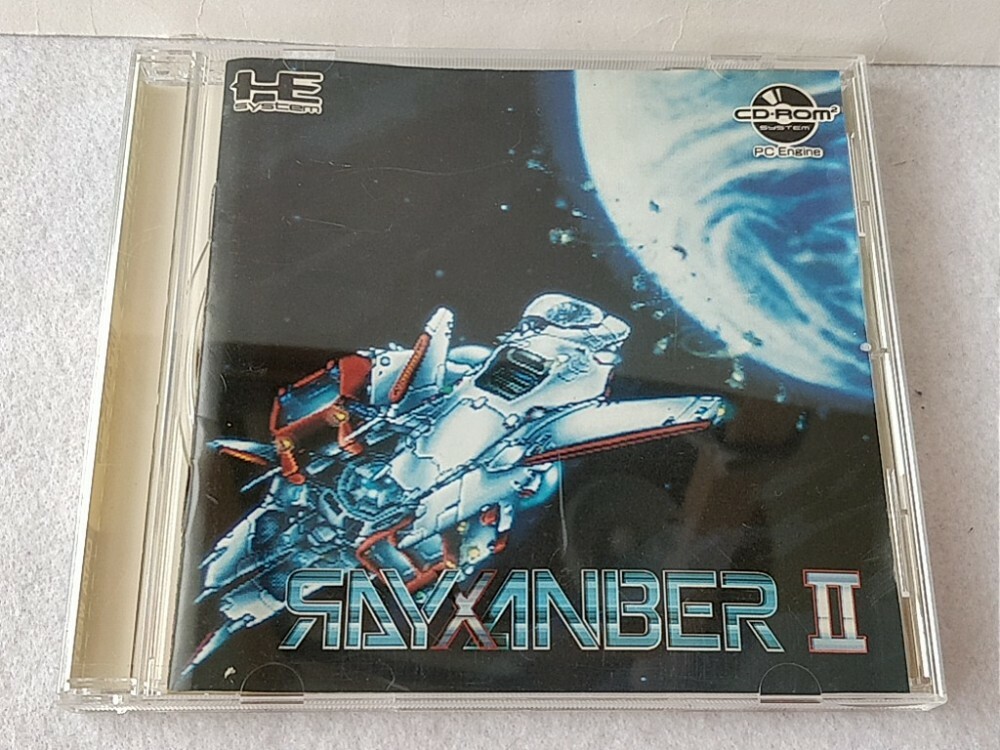 HE
SYSTEM
CD-ROM²
SYSTEM
PC Engine
RAYXANBER II